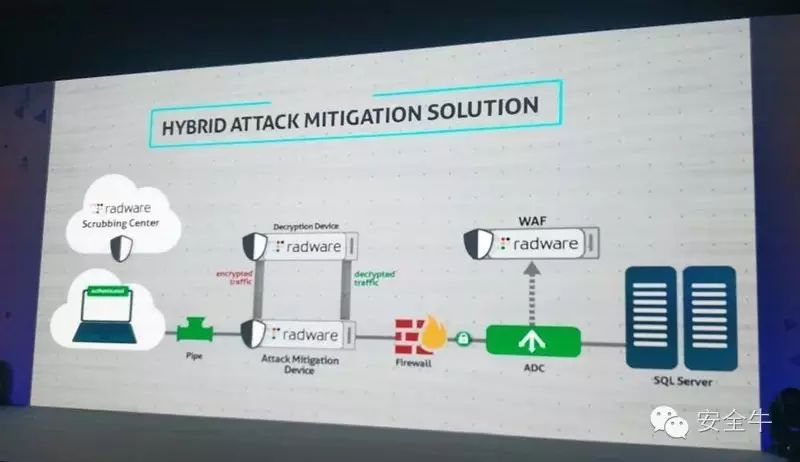 HYBRID ATTACK MITIGATION SOLUTION
radware
Scrubbing Center
authenticated
Decryption Device
radware
encrypted
traffic
decrypted
traffic
radware
Attack Mitigation
Device
Pipe
Firewall
WAF
radware
ADC
SQL Server
安全牛